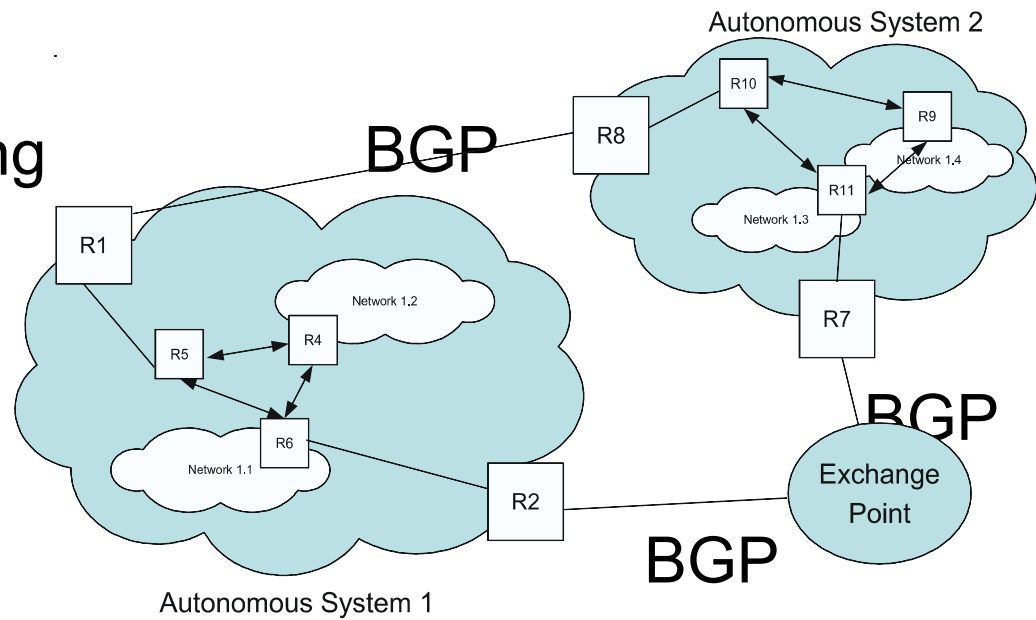 Autonomous System 2
R10
R9
BGP
R8
ng
Network 1.4
R11
Network 1.3
R1
Network 1.2
R7
R5
R4
BGP
R6
Network 1.1
Exchange
Point
R2
BGP
Autonomous System 1